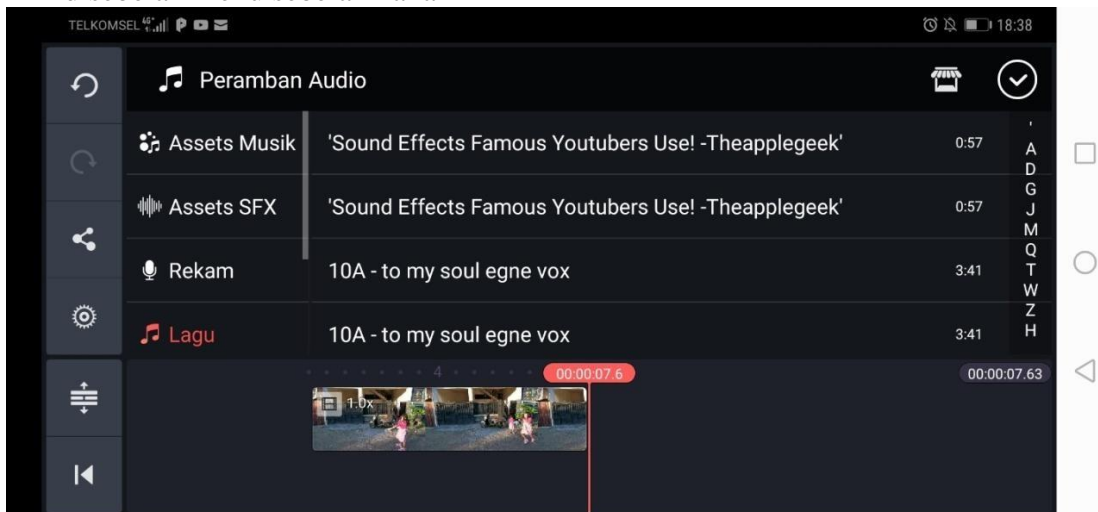 TELKOMSEL 4G 18:38
Peramban Audio
Assets Musik 'Sound Effects Famous Youtubers Use! -Theapplegeek' 0:57
Assets SFX 'Sound Effects Famous Youtubers Use! -Theapplegeek' 0:57
Rekam 10A - to my soul egne vox 3:41
Lagu 10A - to my soul egne vox 3:41
'
A
D
G
J
M
Q
T
W
Z
H
4 00:00:07.6 00:00:07.63
1.0x